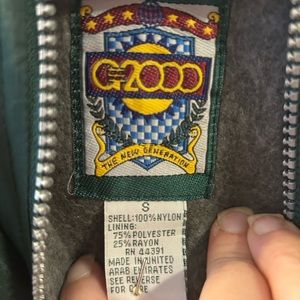 G2000
THE NEW GENERATION
S
SHELL:100%NYLON
LINING:
75%POLYESTER
25%RAYON
RN 44391
MADE IN UNITED
ARAB EMIRATES
SEE REVERSE
FOR CARE